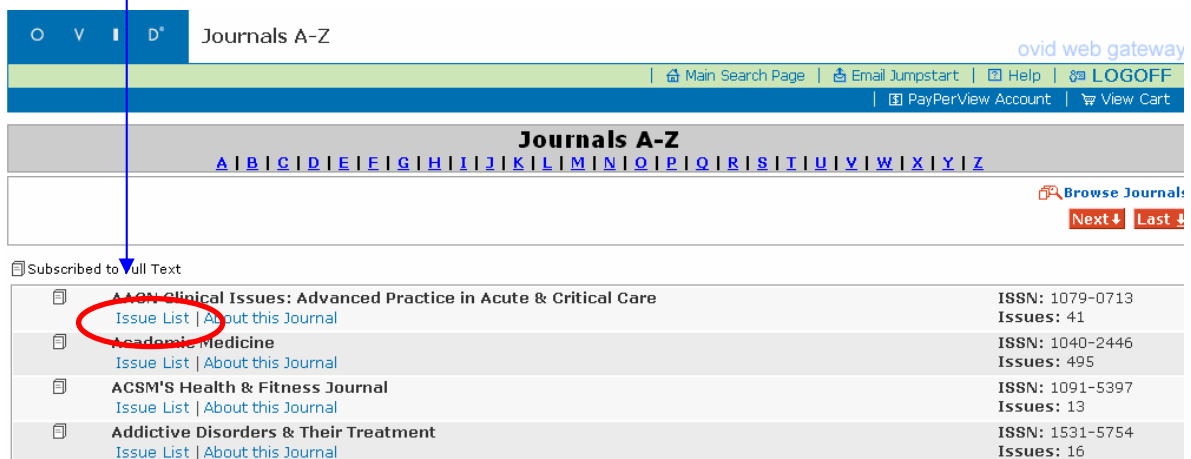 O V I D® Journals A-Z
ovid web gateway
| Main Search Page | Email Jumpstart | Help | LOGOFF
| PayPerView Account | View Cart
Journals A-Z
A | B | C | D | E | F | G | H | I | J | K | L | M | N | O | P | Q | R | S | T | U | V | W | X | Y | Z
Browse Journals
Next Last
Subscribed to Full Text
AACN Clinical Issues: Advanced Practice in Acute & Critical Care ISSN: 1079-0713
Issue List | About this Journal Issues: 41
Academic Medicine ISSN: 1040-2446
Issue List | About this Journal Issues: 495
ACSM'S Health & Fitness Journal ISSN: 1091-5397
Issue List | About this Journal Issues: 13
Addictive Disorders & Their Treatment ISSN: 1531-5754
Issue List | About this Journal Issues: 16